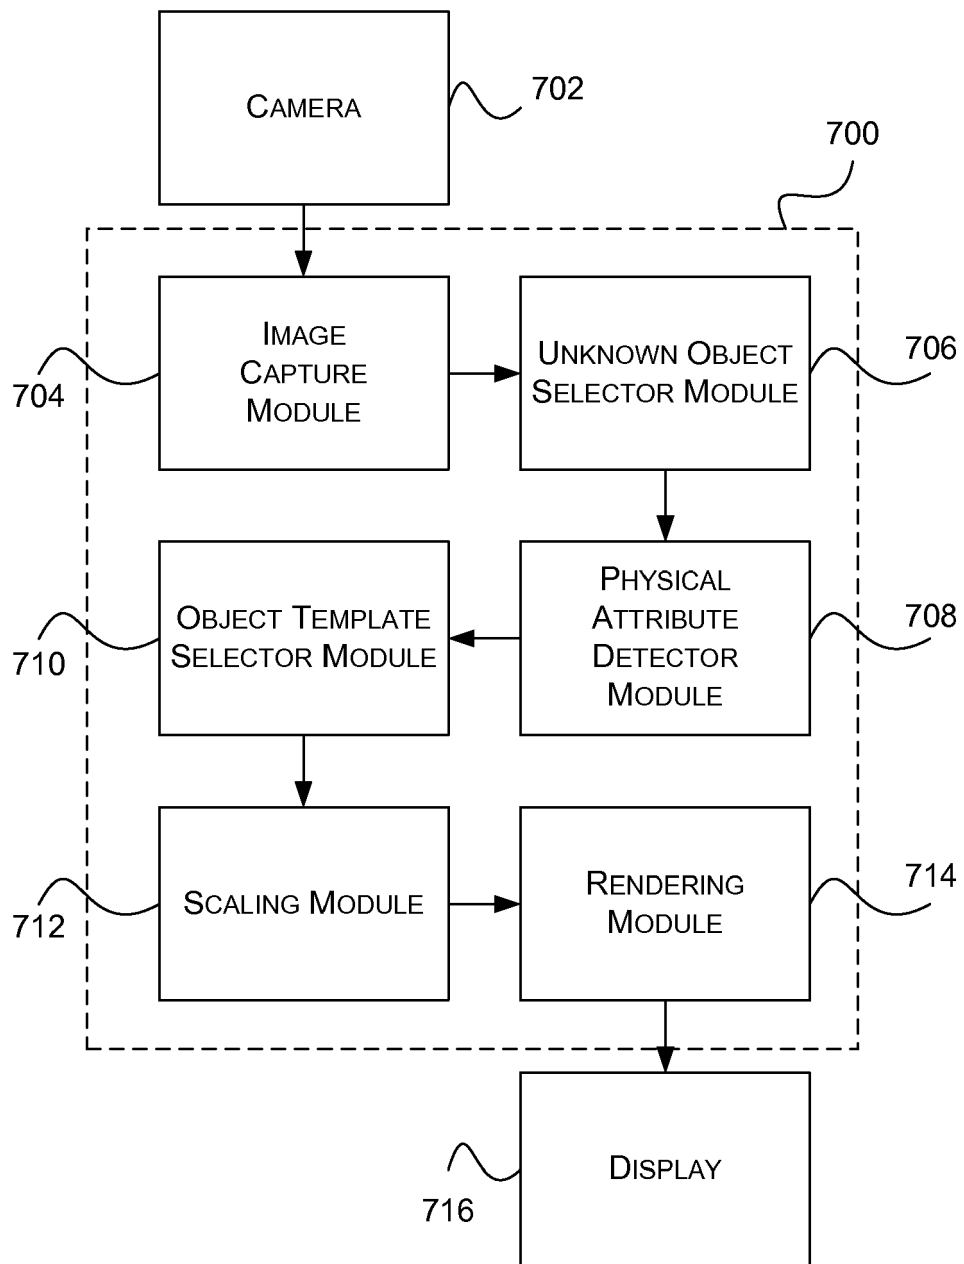 CAMERA
702
700
IMAGE
CAPTURE
MODULE
704
UNKNOWN OBJECT
SELECTOR MODULE
706
PHYSICAL
ATTRIBUTE
DETECTOR
MODULE
708
OBJECT TEMPLATE
SELECTOR MODULE
710
SCALING MODULE
712
RENDERING
MODULE
714
DISPLAY
716